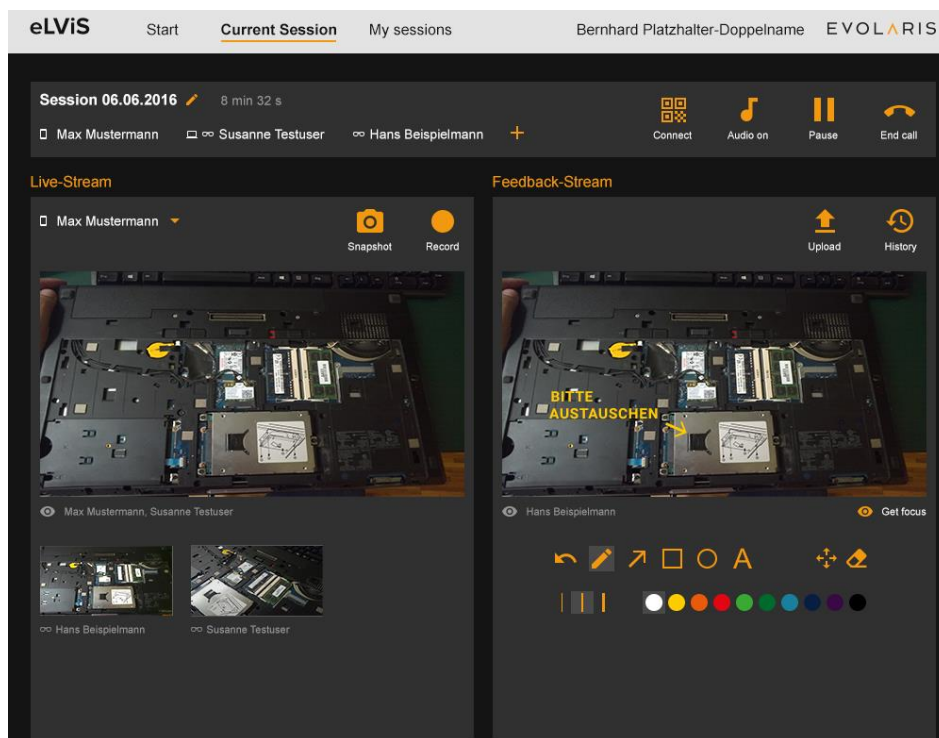 eLViS
Start
Current Session
My sessions
Bernhard Platzhalter-Doppelname
EVOLARIS
Session 06.06.2016
8 min 32 s
Max Mustermann
Susanne Testuser
Hans Beispielmann
Connect
Audio on
Pause
End call
Live-Stream
Max Mustermann
Snapshot
Record
Max Mustermann, Susanne Testuser
Hans Beispielmann
Susanne Testuser
Feedback-Stream
Upload
History
BITTE
AUSTAUSCHEN
Hans Beispielmann
Get focus
A